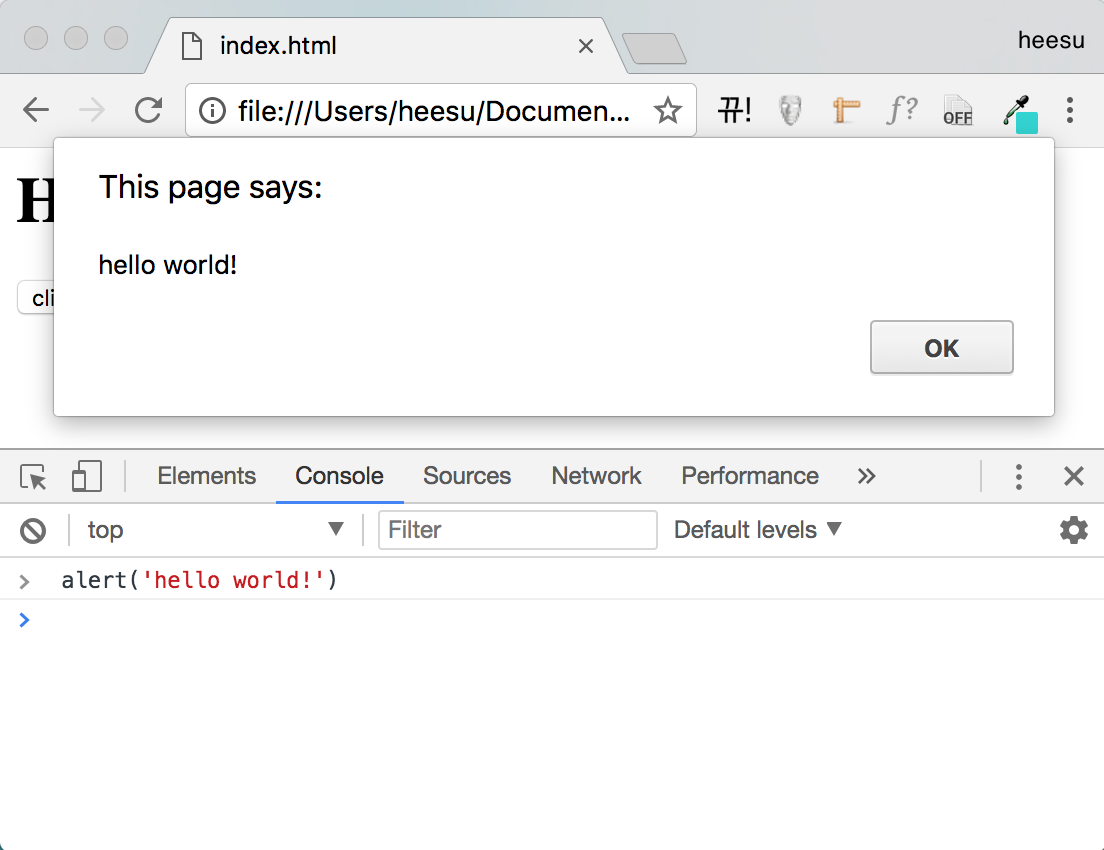 index.html
heesu
file:///Users/heesu/Documen...
뀨!
f?
OFF
H
This page says:
hello world!
cli
OK
Elements Console Sources Network Performance
top Filter Default levels
alert('hello world!')